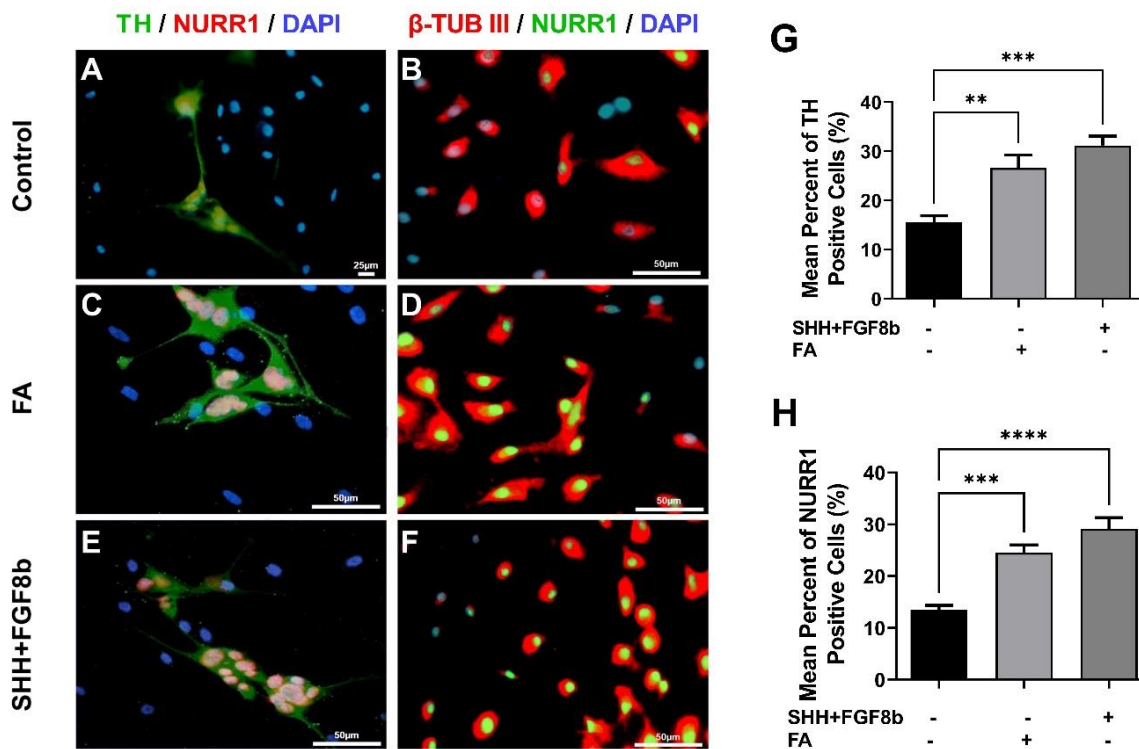 TH / NURR1 / DAPI
β-TUB III / NURR1 / DAPI
Control
A
25µm
B
50µm
FA
C
50µm
D
50µm
SHH+FGF8b
E
50µm
F
50µm
G
Mean Percent of TH
Positive Cells (%)
40
30
20
10
0
***
**
SHH+FGF8b - - +
FA - + -
H
Mean Percent of NURR1
Positive Cells (%)
40
30
20
10
0
****
***
SHH+FGF8b - - +
FA - + -